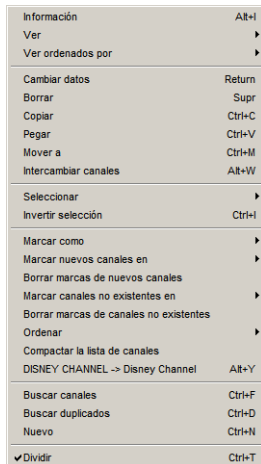 Información Alt+I
Ver
Ver ordenados por
Cambiar datos Return
Borrar Supr
Copiar Ctrl+C
Pegar Ctrl+V
Mover a Ctrl+M
Intercambiar canales Alt+W
Seleccionar
Invertir selección Ctrl+I
Marcar como
Marcar nuevos canales en
Borrar marcas de nuevos canales
Marcar canales no existentes en
Borrar marcas de canales no existentes
Ordenar
Compactar la lista de canales
DISNEY CHANNEL -> Disney Channel Alt+Y
Buscar canales Ctrl+F
Buscar duplicados Ctrl+D
Nuevo Ctrl+N
✔Dividir Ctrl+T